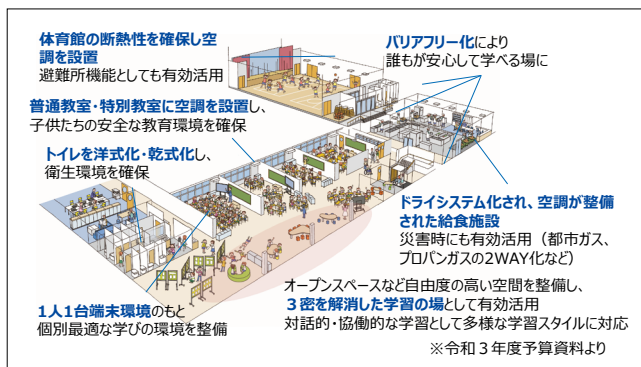 体育館の断熱性を確保し空
調を設置
避難所機能としても有効活用
バリアフリー化により
誰もが安心して学べる場に
普通教室・特別教室に空調を設置し、
子供たちの安全な教育環境を確保
トイレを洋式化・乾式化し、
衛生環境を確保
ドライシステム化され、空調が整備
された給食施設
災害時にも有効活用（都市ガス、
プロパンガスの2WAY化など）
1人1台端末環境のもと
個別最適な学びの環境を整備
オープンスペースなど自由度の高い空間を整備し、
３密を解消した学習の場として有効活用
対話的・協働的な学習として多様な学習スタイルに対応
※令和３年度予算資料より